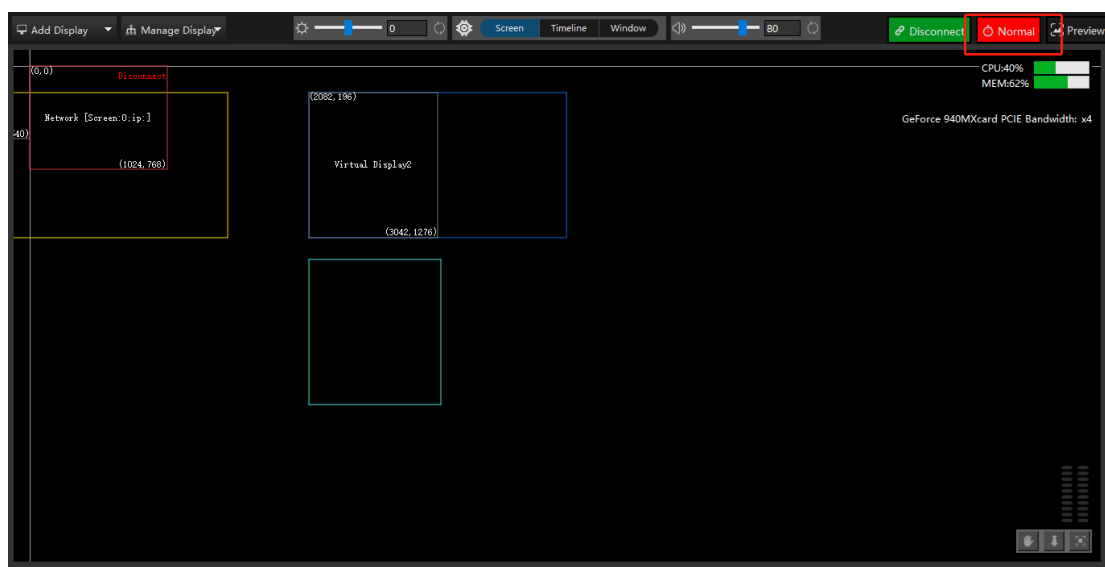 Add Display Manage Display 0 Screen Timeline Window 80 Disconnect Normal Preview
(0,0) Disconnect CPU:40%
MEM:62%
(2082,196)
Network [Screen:0;ip:] GeForce 940MXcard PCIE Bandwidth: x4
40)
(1024,768) Virtual Display2
(3042,1276)